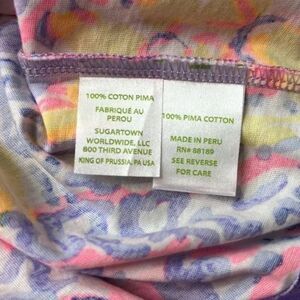 100% COTON PIMA
FABRIQUÉ AU
PEROU
SUGARTOWN
WORLDWIDE, LLC
800 THIRD AVENUE
KING OF PRUSSIA, PA USA
100% PIMA COTTON
MADE IN PERU
RN# 88189
SEE REVERSE
FOR CARE